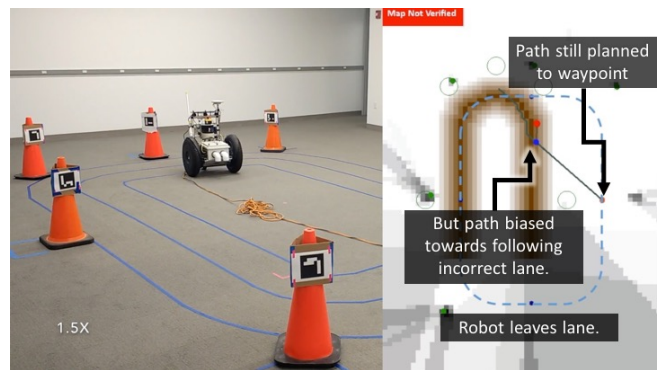 Map Not Verified
Path still planned
to waypoint
But path biased
towards following
incorrect lane.
Robot leaves lane.
1.5X